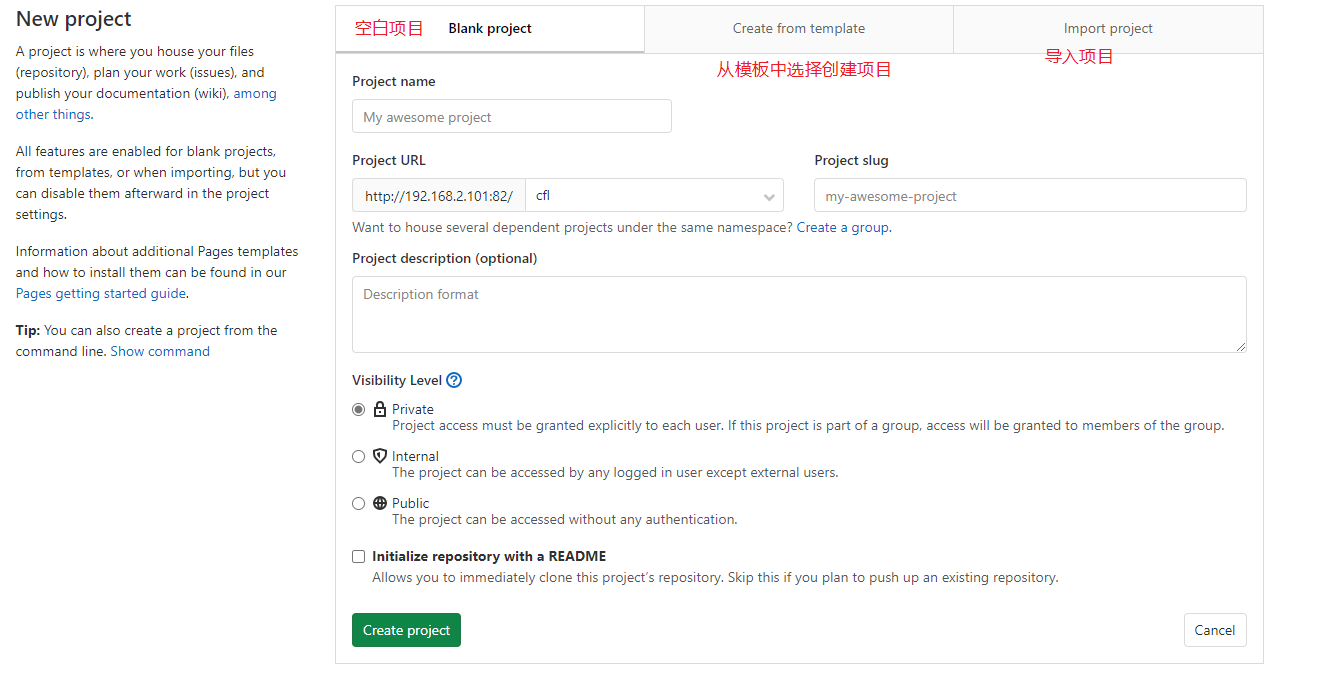 New project
A project is where you house your files
(repository), plan your work (issues), and
publish your documentation (wiki), among
other things.
All features are enabled for blank projects,
from templates, or when importing, but you
can disable them afterward in the project
settings.
Information about additional Pages templates
and how to install them can be found in our
Pages getting started guide.
Tip: You can also create a project from the
command line. Show command
空白项目 Blank project
Create from template
Import project
从模板中选择创建项目
导入项目
Project name
My awesome project
Project URL
Project slug
http://192.168.2.101:82/ cfl
my-awesome-project
Want to house several dependent projects under the same namespace? Create a group.
Project description (optional)
Description format
Visibility Level ?
Private
Project access must be granted explicitly to each user. If this project is part of a group, access will be granted to members of the group.
Internal
The project can be accessed by any logged in user except external users.
Public
The project can be accessed without any authentication.
Initialize repository with a README
Allows you to immediately clone this project's repository. Skip this if you plan to push up an existing repository.
Create project
Cancel